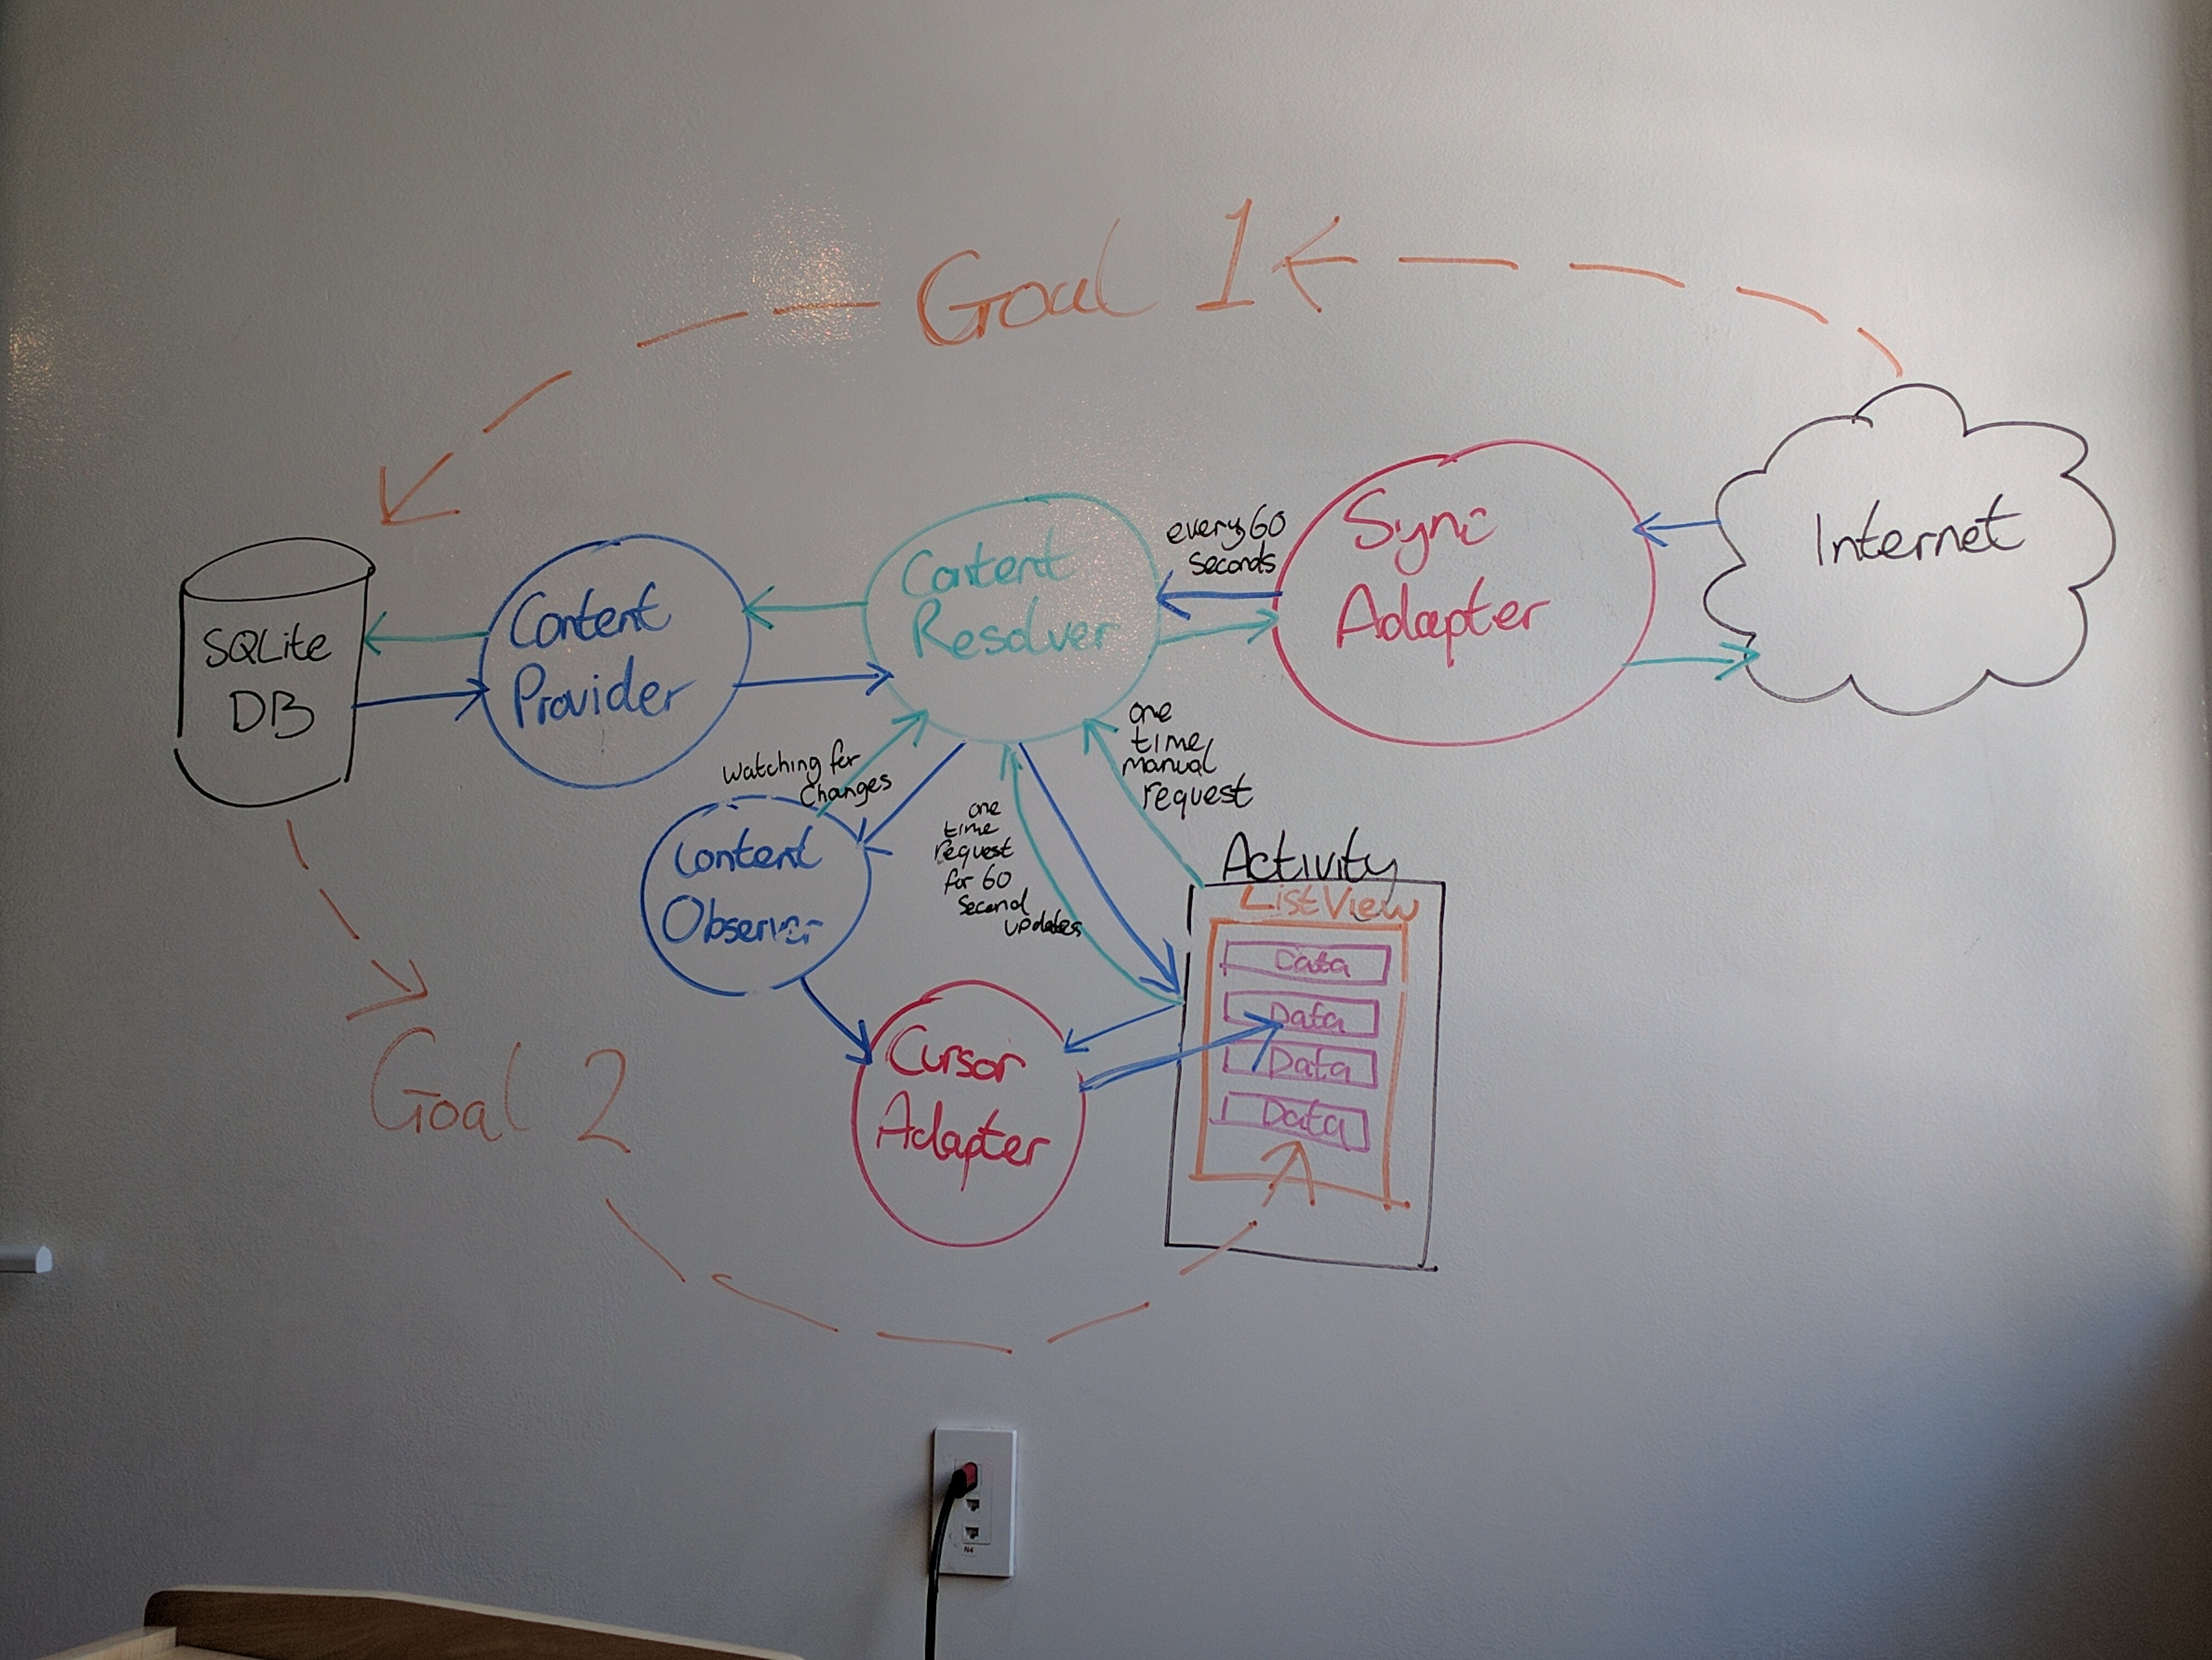 Goal 1
Internet
Sync
Adapter
every 60
seconds
Content
Resolver
Content
Provider
SQLite
DB
watching for
changes
Content
Observer
one
time
request
for 60
second
updates
one
time
manual
request
Activity
ListView
Data
Data
Data
Data
Cursor
Adapter
Goal 2
N4